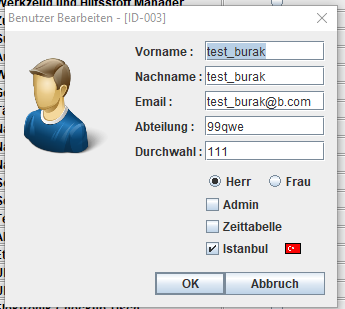 Werkzeug und Hilfsstoff Manager
Benutzer Bearbeiten - [ID-003]
Vorname : test_burak
Nachname : test_burak
Email : test_burak@b.com
Abteilung : 99qwe
Durchwahl : 111
Herr Frau
Admin
Zeittabelle
Istanbul
OK Abbruch